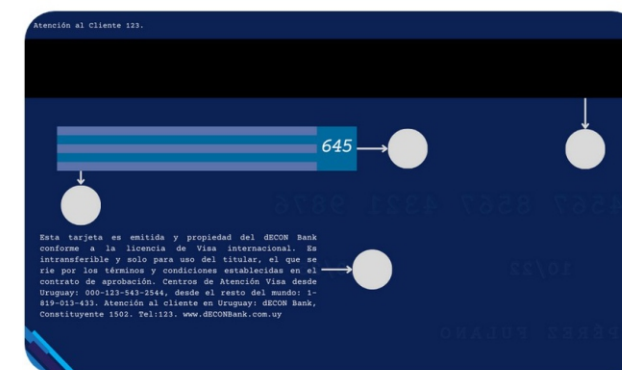 Atención al Cliente 123.
645
Esta tarjeta es emitida y propiedad del dECON Bank
conforme a la licencia de Visa internacional. Es
intransferible y solo para uso del titular, el que se
rie por los términos y condiciones establecidas en el
contrato de aprobación. Centros de Atención Visa desde
Uruguay: 000-123-543-2544, desde el resto del mundo: 1-
819-013-433. Atención al cliente en Uruguay: dECON Bank,
Constituyente 1502. Tel:123. www.dECONBank.com.uy